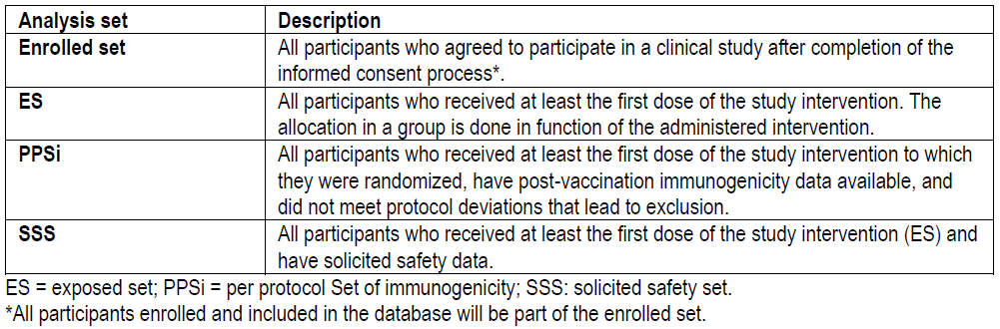 Analysis set Description
Enrolled set All participants who agreed to participate in a clinical study after completion of the
informed consent process*.
ES All participants who received at least the first dose of the study intervention. The
allocation in a group is done in function of the administered intervention.
PPSi All participants who received at least the first dose of the study intervention to which
they were randomized, have post-vaccination immunogenicity data available, and
did not meet protocol deviations that lead to exclusion.
SSS All participants who received at least the first dose of the study intervention (ES) and
have solicited safety data.
ES = exposed set; PPSi = per protocol Set of immunogenicity; SSS: solicited safety set.
*All participants enrolled and included in the database will be part of the enrolled set.